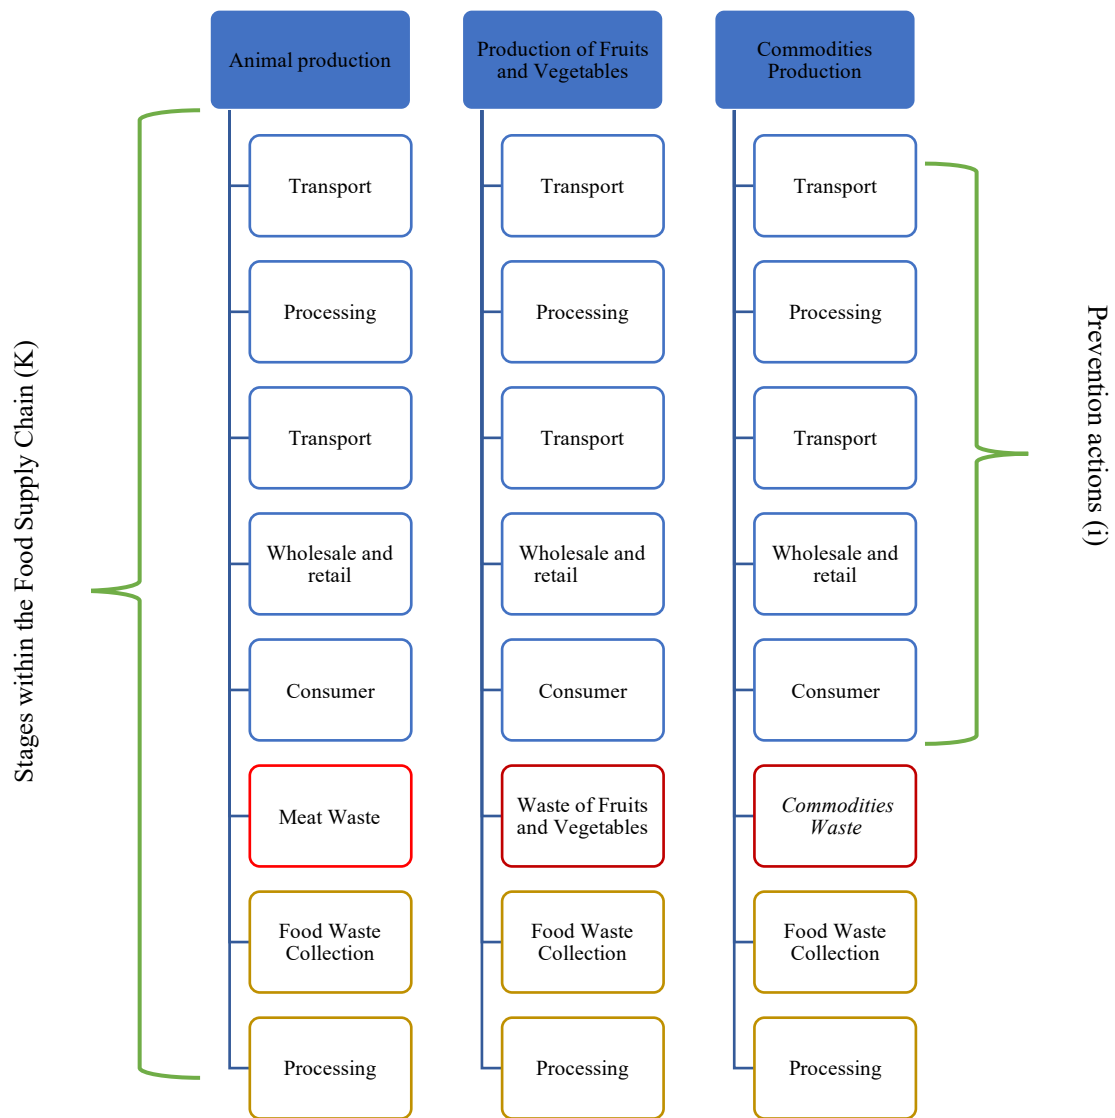 Animal production
Production of Fruits
and Vegetables
Commodities
Production
Stages within the Food Supply Chain (K)
Prevention actions (i)
Transport
Transport
Transport
Processing
Processing
Processing
Transport
Transport
Transport
Wholesale and
retail
Wholesale and
retail
Wholesale and
retail
Consumer
Consumer
Consumer
Meat Waste
Waste of Fruits
and Vegetables
Commodities
Waste
Food Waste
Collection
Food Waste
Collection
Food Waste
Collection
Processing
Processing
Processing